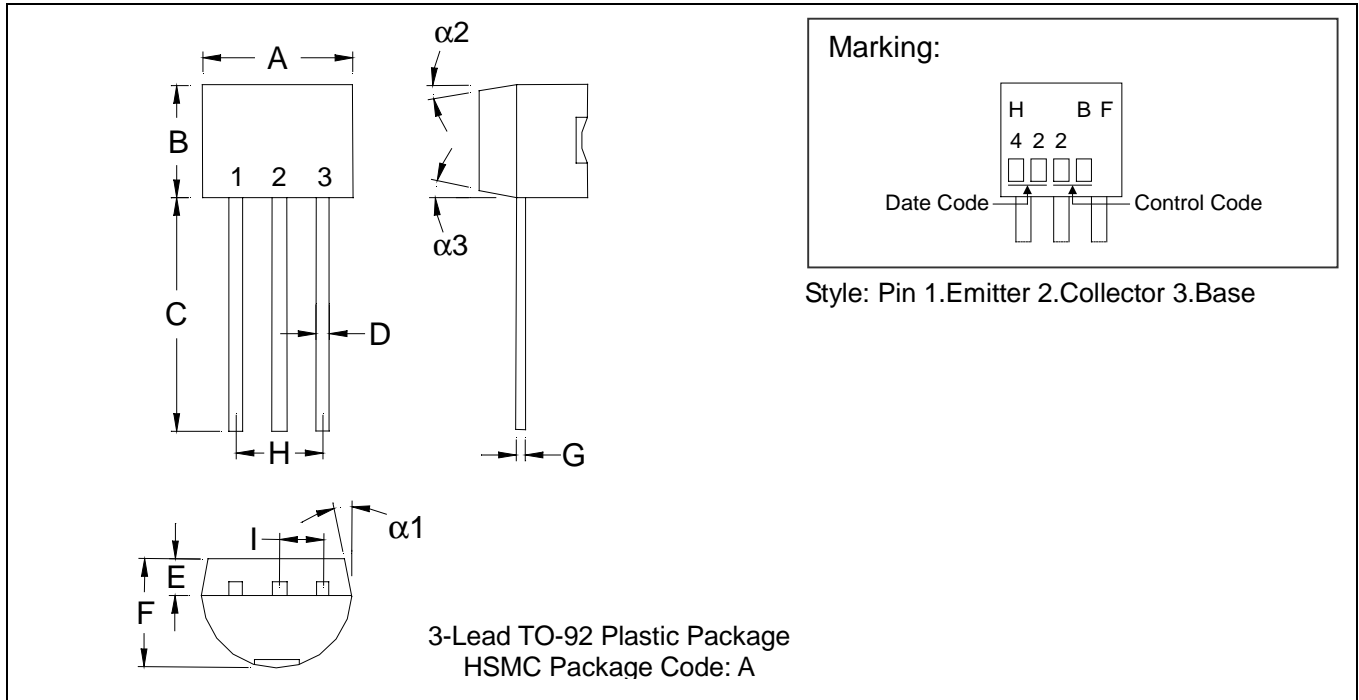 α2
A
B
1 2 3
α3
C
D
H
G
α1
I
E
F
3-Lead TO-92 Plastic Package
HSMC Package Code: A
Marking:
H B F
4 2 2
Date Code
Control Code
Style: Pin 1.Emitter 2.Collector 3.Base